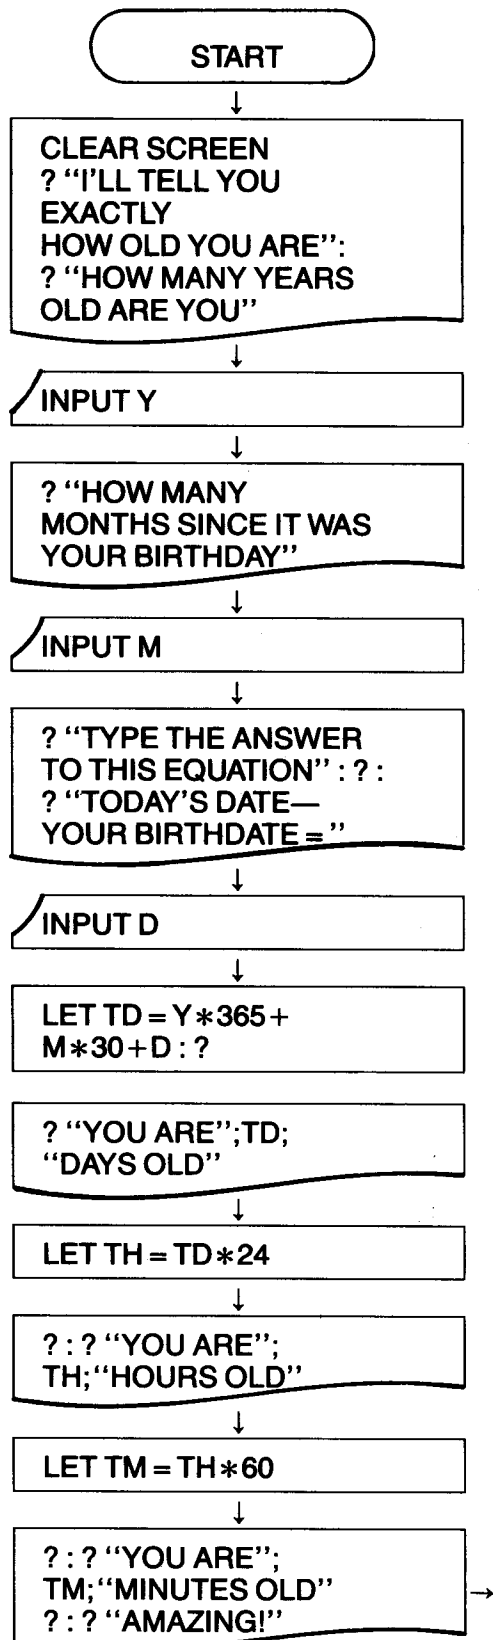 START
CLEAR SCREEN
? “I’LL TELL YOU
EXACTLY
HOW OLD YOU ARE”:
? “HOW MANY YEARS
OLD ARE YOU”
INPUT Y
? “HOW MANY
MONTHS SINCE IT WAS
YOUR BIRTHDAY”
INPUT M
? “TYPE THE ANSWER
TO THIS EQUATION” : ? :
? “TODAY’S DATE—
YOUR BIRTHDATE = ”
INPUT D
LET TD = Y*365+
M*30+D : ?
? “YOU ARE”;TD;
“DAYS OLD”
LET TH = TD*24
? : ? “YOU ARE”;
TH;“HOURS OLD”
LET TM = TH*60
? : ? “YOU ARE”;
TM;“MINUTES OLD”
? : ? “AMAZING!”